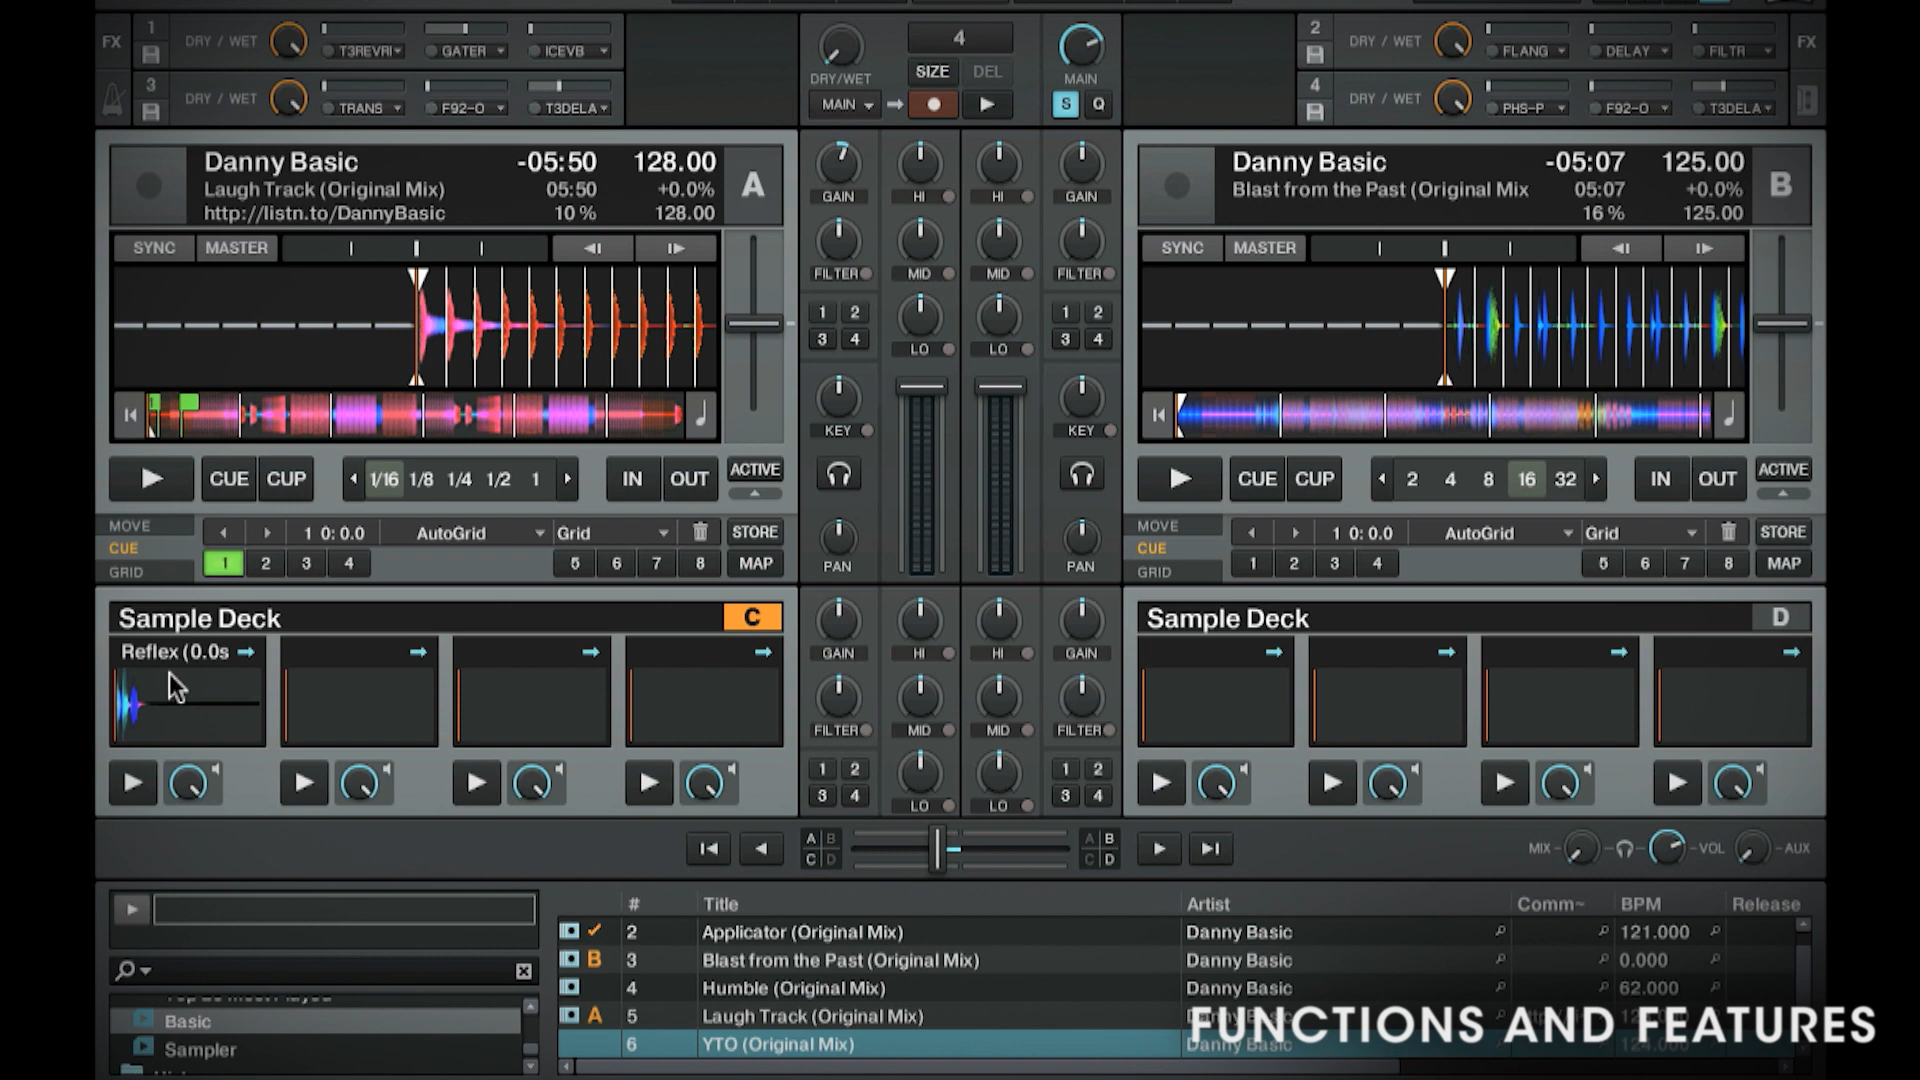 FX 1 DRY / WET T3REVRI GATER ICEVB
3 DRY / WET TRANS F92-O T3DELA
DRY/WET 4 MAIN
SIZE DEL
MAIN S Q
2 DRY / WET FLANG DELAY FILTR FX
4 DRY / WET PHS-P F92-O T3DELA
Danny Basic -05:50 128.00 A
Laugh Track (Original Mix) 05:50 +0.0%
http://listn.to/DannyBasic 10 % 128.00
SYNC MASTER
CUE CUP 1/16 1/8 1/4 1/2 1 IN OUT ACTIVE
MOVE 1 0: 0.0 AutoGrid Grid STORE
CUE
GRID 1 2 3 4 5 6 7 8 MAP
GAIN HI HI GAIN
FILTER MID MID FILTER
1 2 1 2
3 4 LO LO 3 4
KEY KEY
PAN PAN
Danny Basic -05:07 125.00 B
Blast from the Past (Original Mix 05:07 +0.0%
16 % 125.00
SYNC MASTER
CUE CUP 2 4 8 16 32 IN OUT ACTIVE
MOVE 1 0: 0.0 AutoGrid Grid STORE
CUE
GRID 1 2 3 4 5 6 7 8 MAP
Sample Deck C
Reflex (0.0s
GAIN HI HI GAIN
FILTER MID MID FILTER
1 2 1 2
3 4 LO LO 3 4
Sample Deck D
A B A B
C D C D
MIX VOL AUX
# Title Artist Comm~ BPM Release
2 Applicator (Original Mix) Danny Basic 121.000
B 3 Blast from the Past (Original Mix) Danny Basic 0.000
4 Humble (Original Mix) Danny Basic 62.000
A 5 Laugh Track (Original Mix)
6 YTO (Original Mix) Danny Basic
Basic
Sampler
FUNCTIONS AND FEATURES